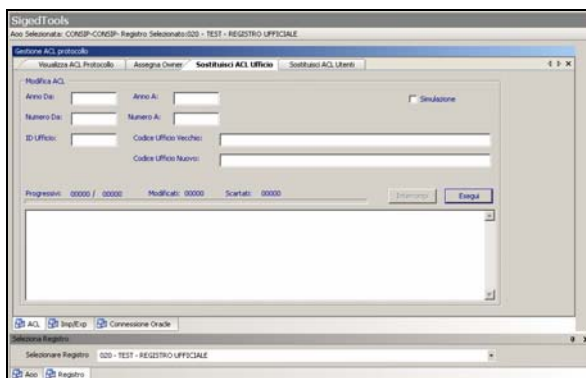 SigedTools
Aoo Selezionata: CONSIP-CONSIP- Registro Selezionato:020 - TEST - REGISTRO UFFICIALE
Gestione ACL protocollo
Visualizza ACL Protocollo Assegna Owner Sostituisci ACL Ufficio Sostituisci ACL Utenti
Modifica ACL
Anno Da: Anno A: Simulazione
Numero Da: Numero A:
ID Ufficio: Codice Ufficio Vecchio:
Codice Ufficio Nuovo:
Progressivi: 00000 / 00000 Modificati: 00000 Scartati: 00000 Interrompi Esegui
ACL Imp/Exp Connessione Oracle
Seleziona Registro
Selezionare Registro 020 - TEST - REGISTRO UFFICIALE
Aoo Registro